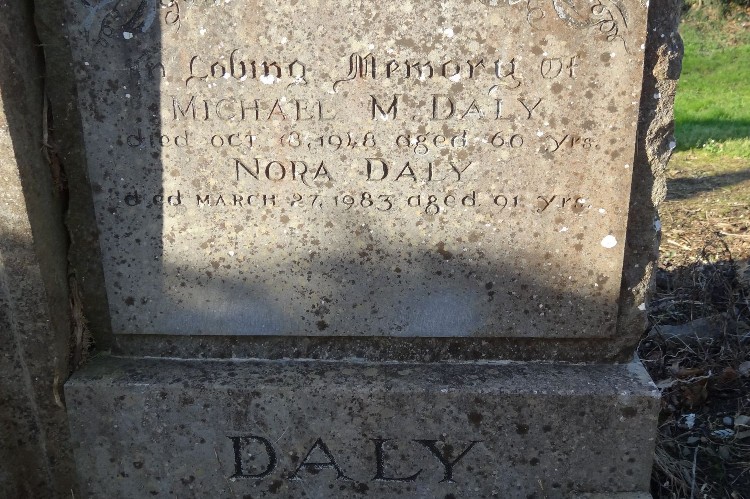 In Loving Memory Of
MICHAEL M. DALY
died OCT 18, 1948 aged 60 yrs.
NORA DALY
died MARCH 27, 1983 aged 91 yrs.
DALY